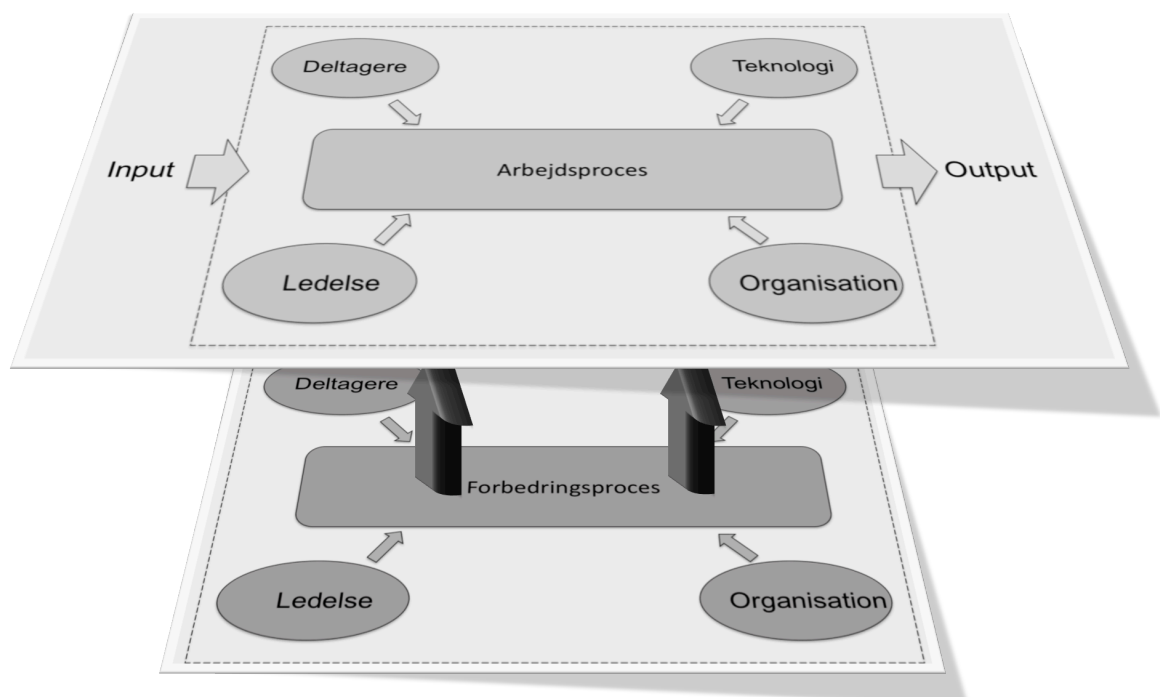 Deltagere
Teknologi
Input
Arbejdsproces
Output
Ledelse
Organisation
Deltagere
Teknologi
Forbedringsproces
Ledelse
Organisation